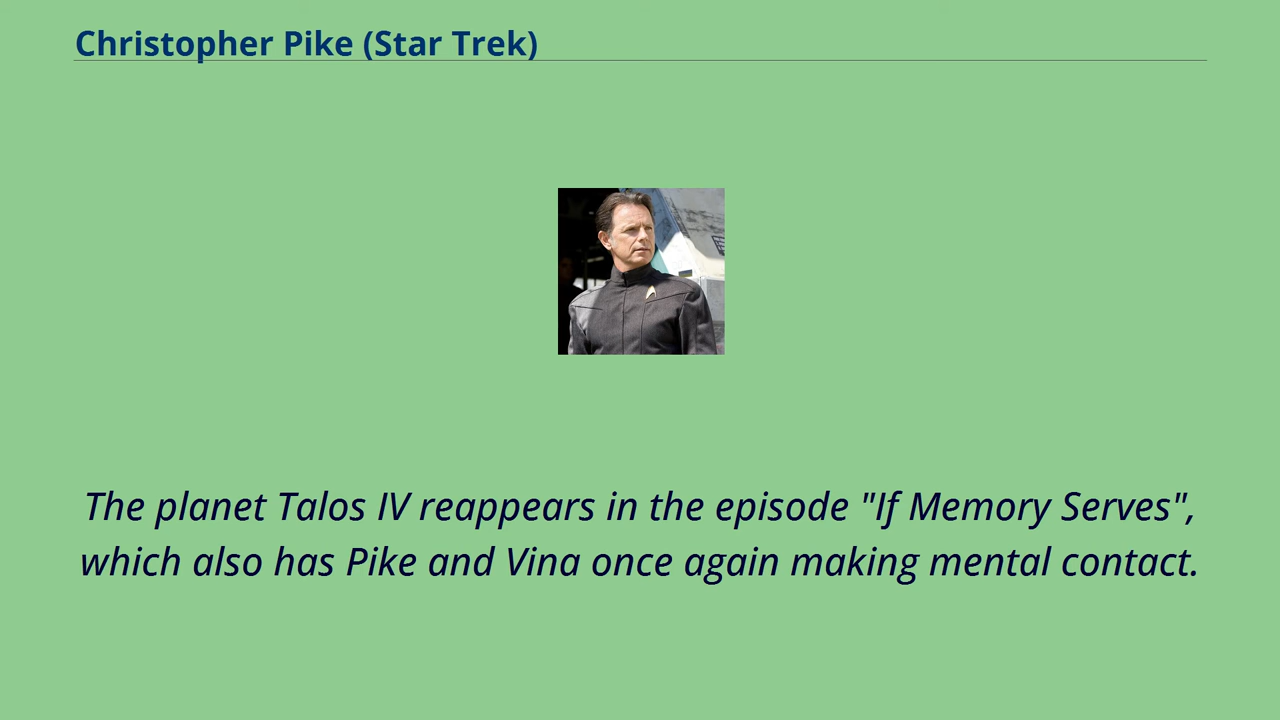 Christopher Pike (Star Trek)
The planet Talos IV reappears in the episode "If Memory Serves",
which also has Pike and Vina once again making mental contact.